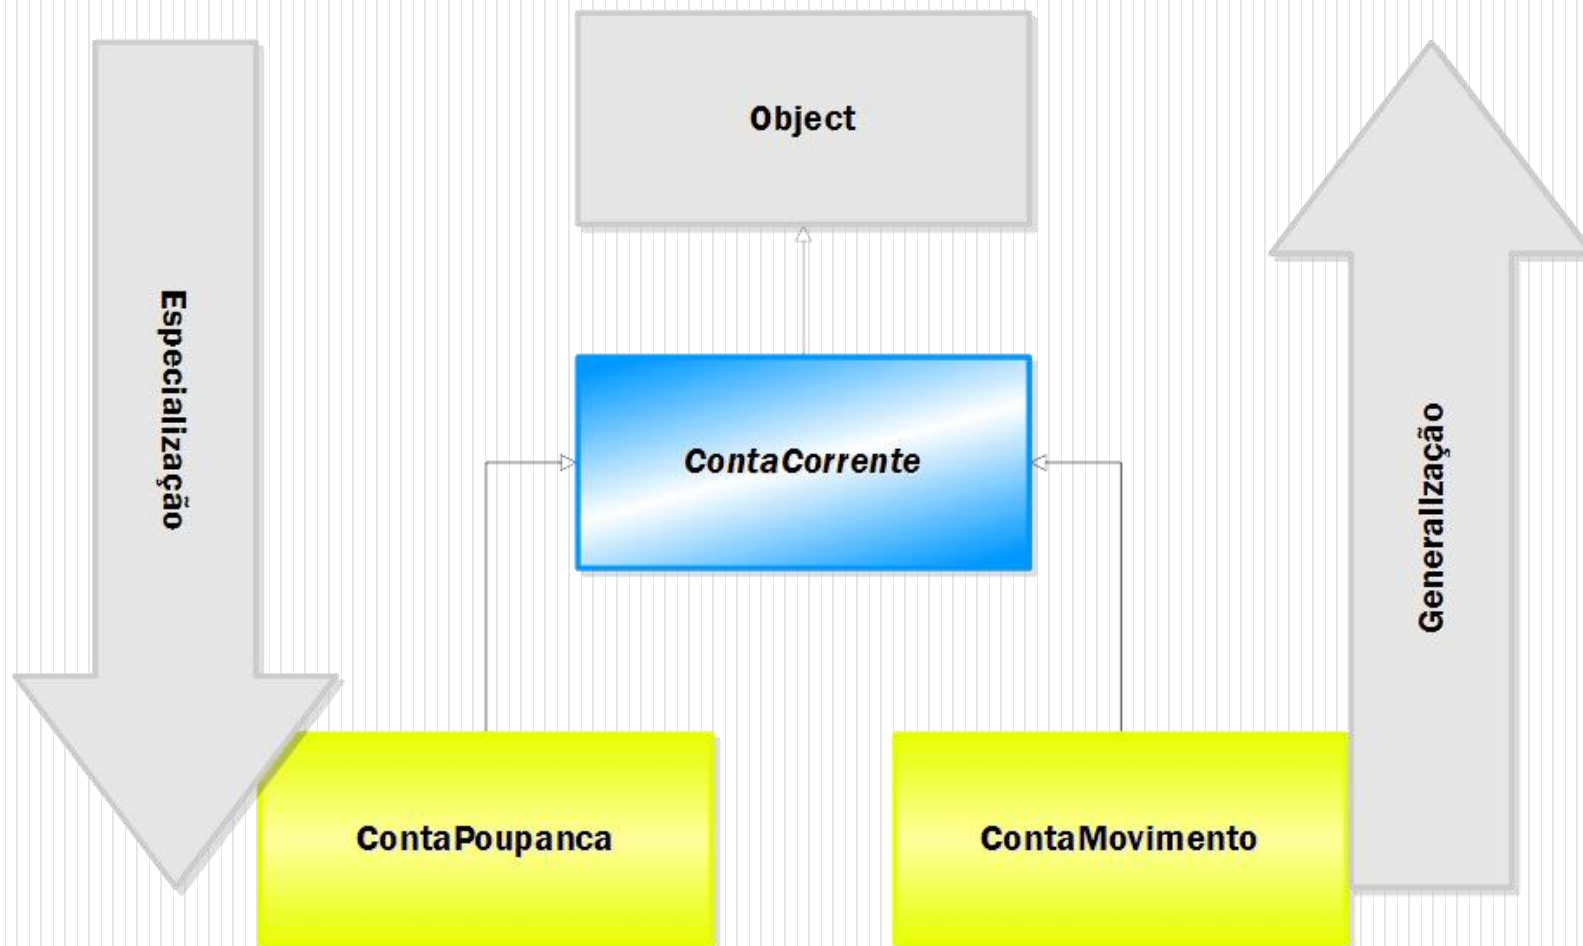 Object
Especialização
ContaCorrente
Generalização
ContaPoupanca
ContaMovimento